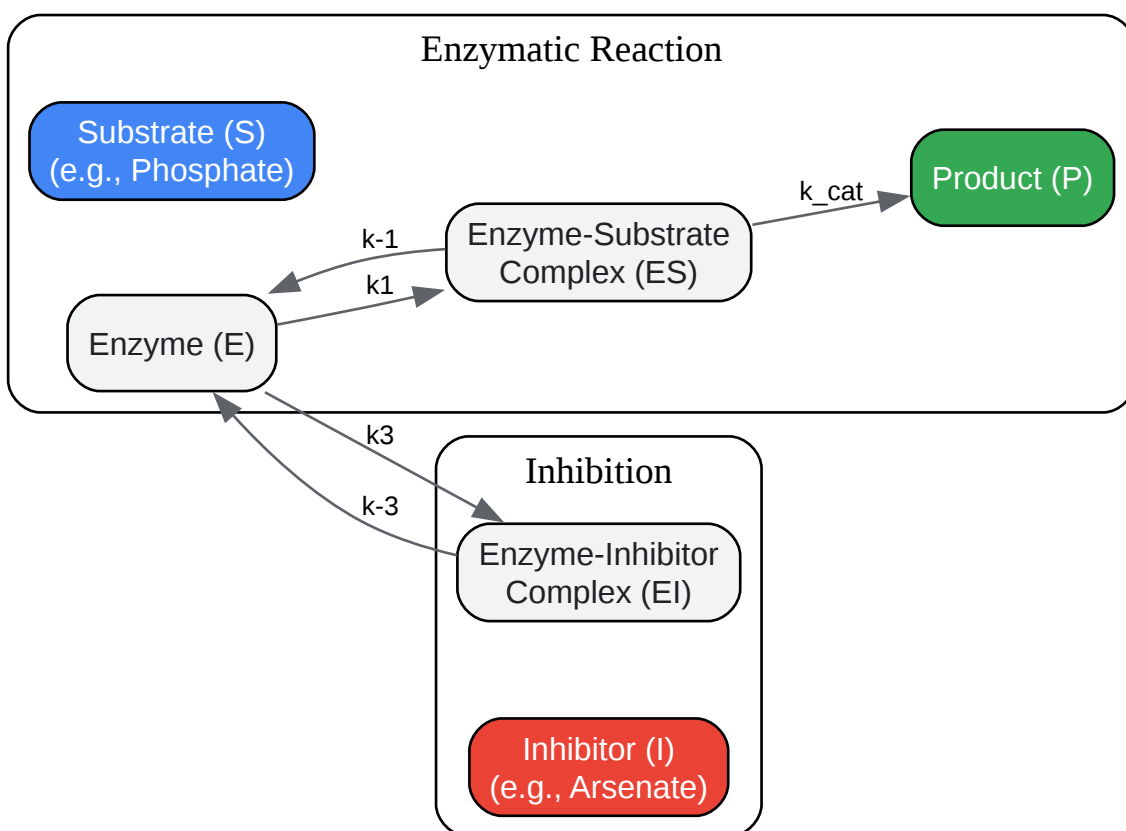 Enzymatic Reaction
Substrate (S)
(e.g., Phosphate)
Product (P)
k_cat
Enzyme-Substrate
Complex (ES)
k-1
k1
Enzyme (E)
k3
k-3
Inhibition
Enzyme-Inhibitor
Complex (EI)
Inhibitor (I)
(e.g., Arsenate)